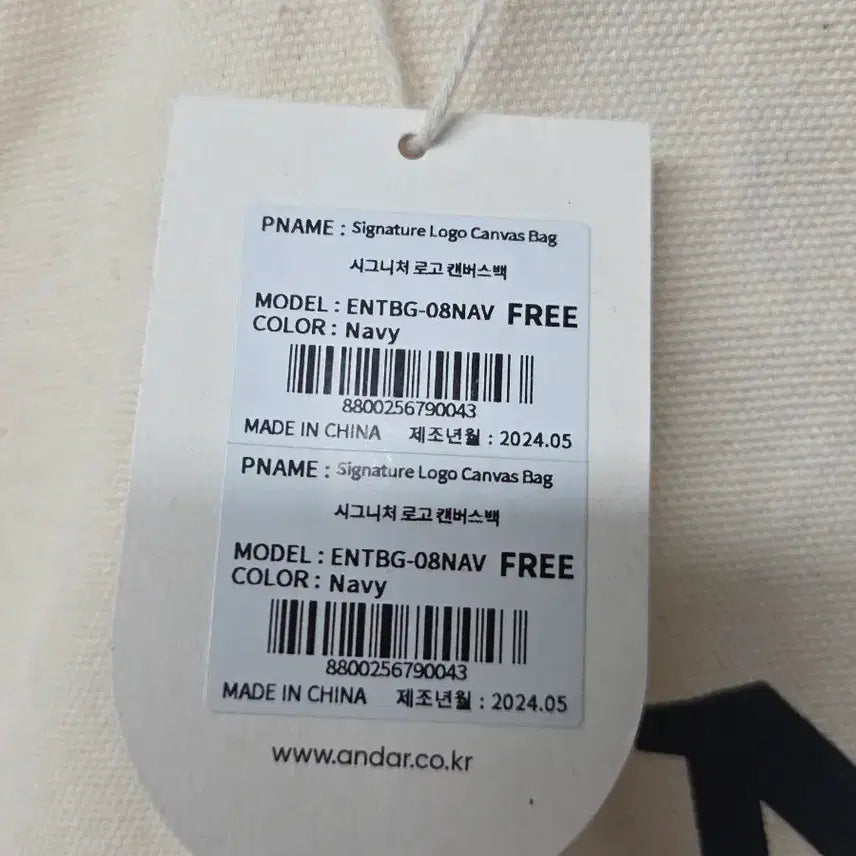 PNAME : Signature Logo Canvas Bag
시그니처 로고 캔버스백
MODEL : ENTBG-08NAV FREE
COLOR : Navy
8800256790043
MADE IN CHINA 제조년월 : 2024.05
PNAME : Signature Logo Canvas Bag
시그니처 로고 캔버스백
MODEL : ENTBG-08NAV FREE
COLOR : Navy
8800256790043
MADE IN CHINA 제조년월 : 2024.05
www.andar.co.kr